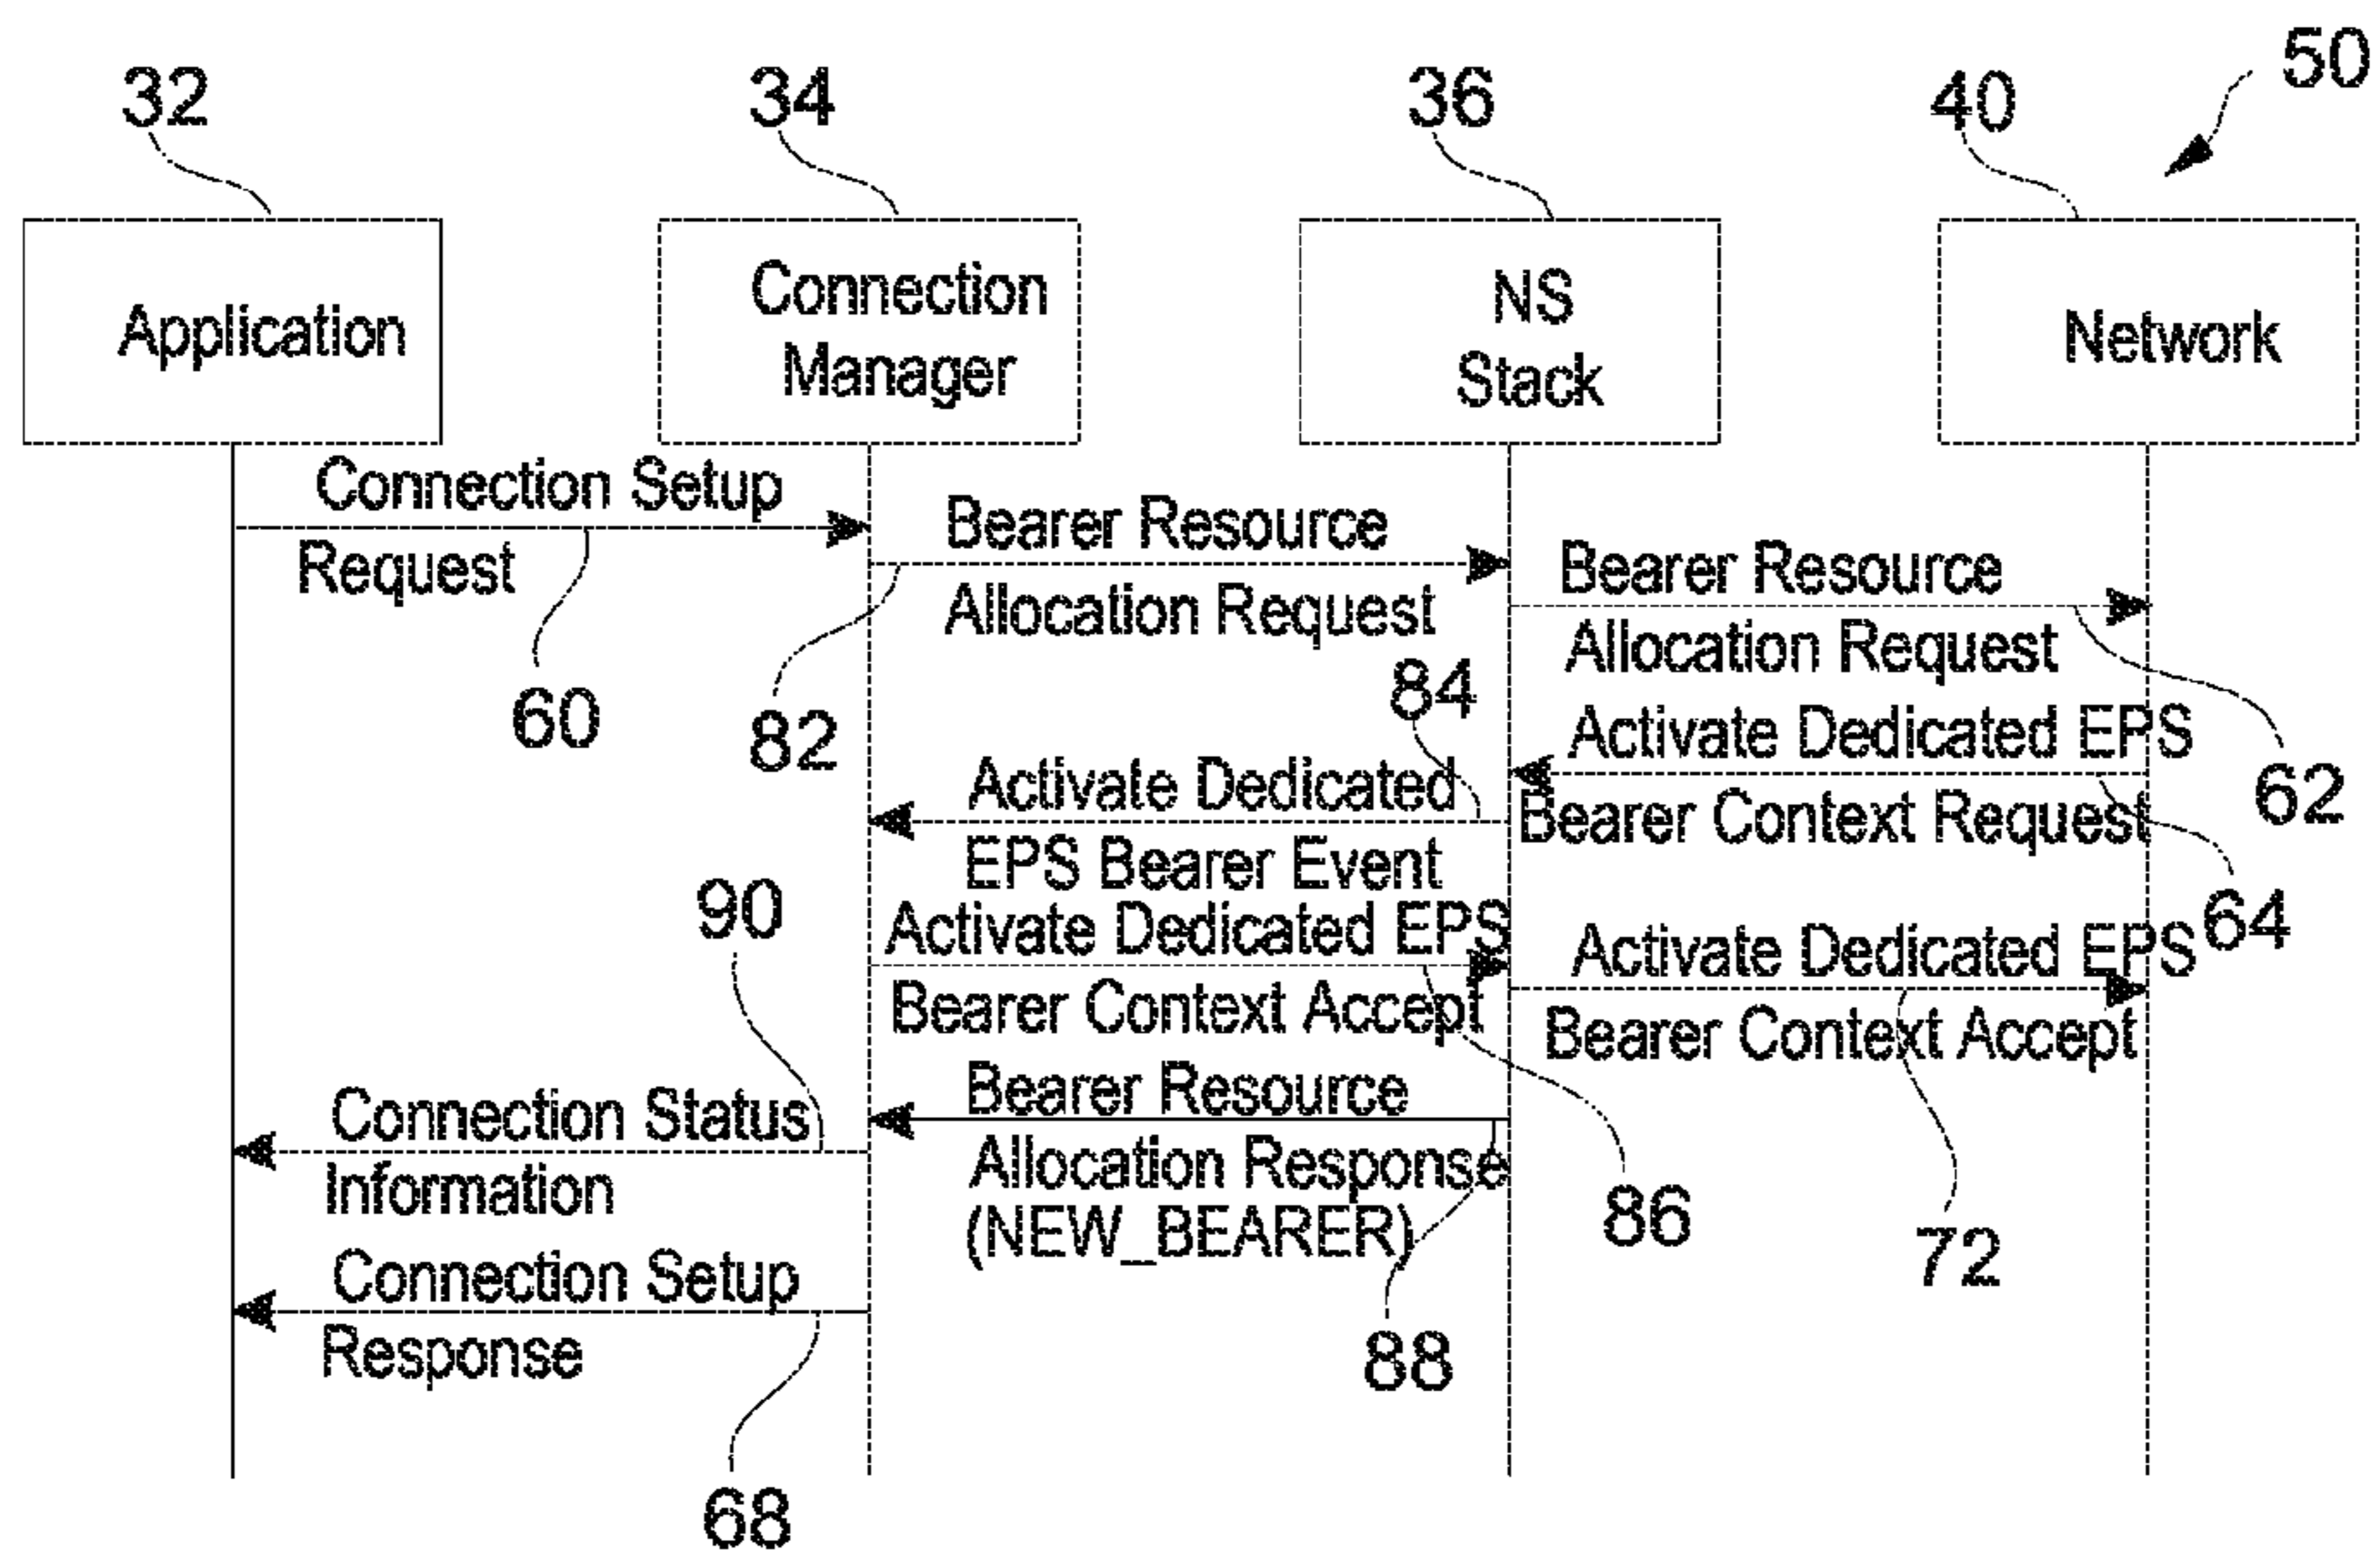 50
32
34
36
40
Application
Connection
Manager
NS
Stack
Network
Connection Setup
Request
60
Bearer Resource
Allocation Request
82
Bearer Resource
Allocation Request
62
Activate Dedicated EPS
Bearer Context Request
64
84
Activate Dedicated
EPS Bearer Event
Activate Dedicated EPS
Bearer Context Accept
86
Activate Dedicated EPS
Bearer Context Accept
72
Bearer Resource
Allocation Response
(NEW_BEARER)
88
90
Connection Status
Information
Connection Setup
Response
68